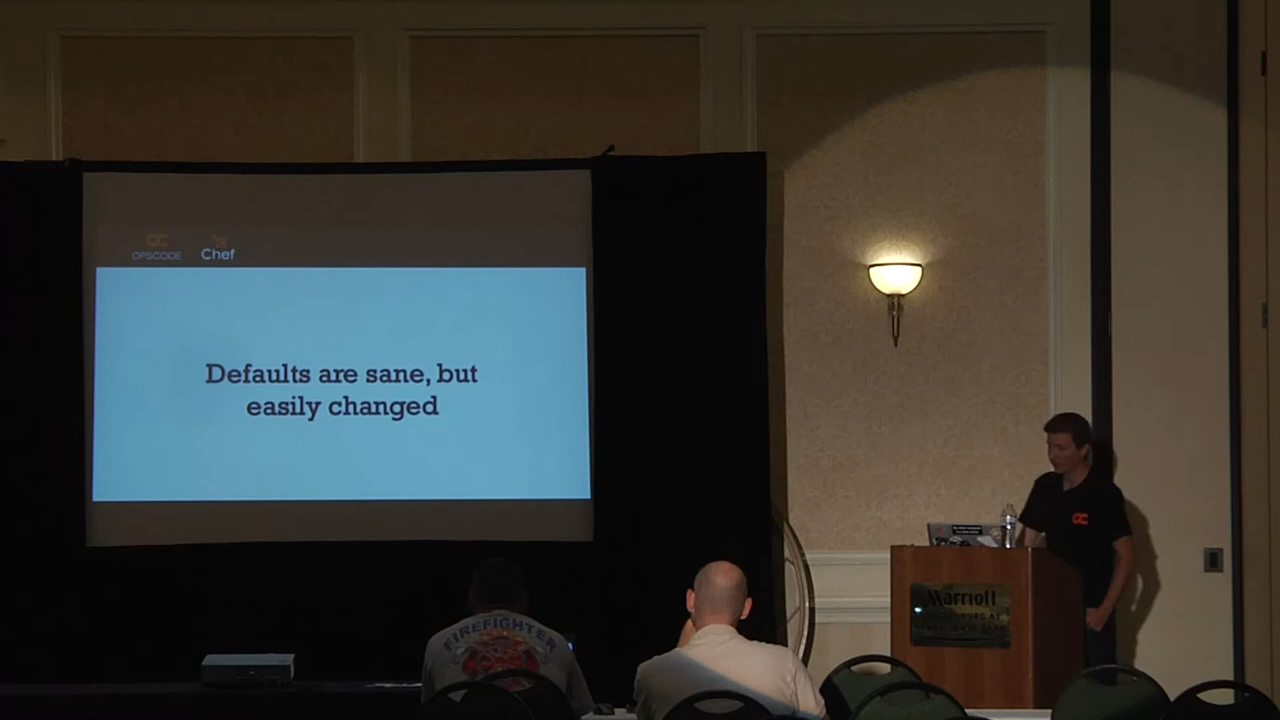 OPSCODE
Chef
Defaults are sane, but
easily changed
FIREFIGHTER
Marriott